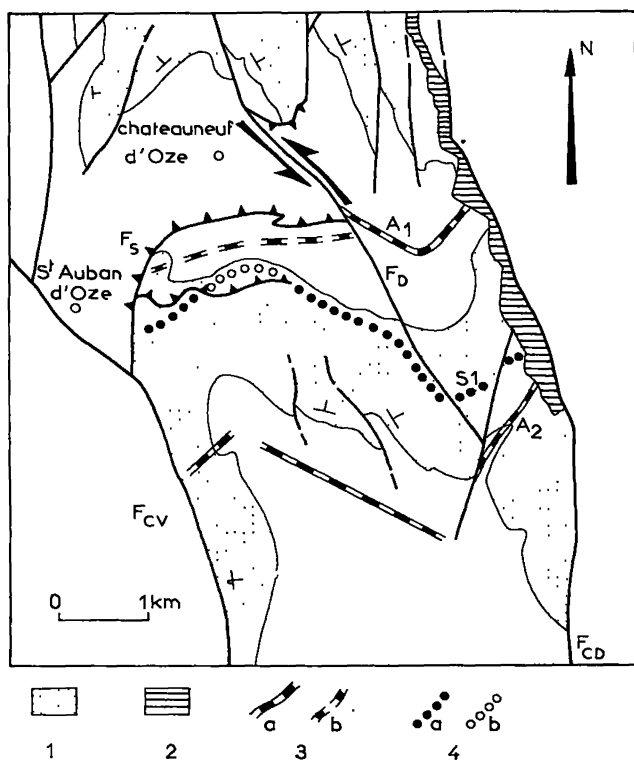 N
chateauneuf
d'Oze
A1
FS
FD
St Auban
d'Oze
S1
A2
FCV
0 1km
FCD
a b a b
1 2 3 4